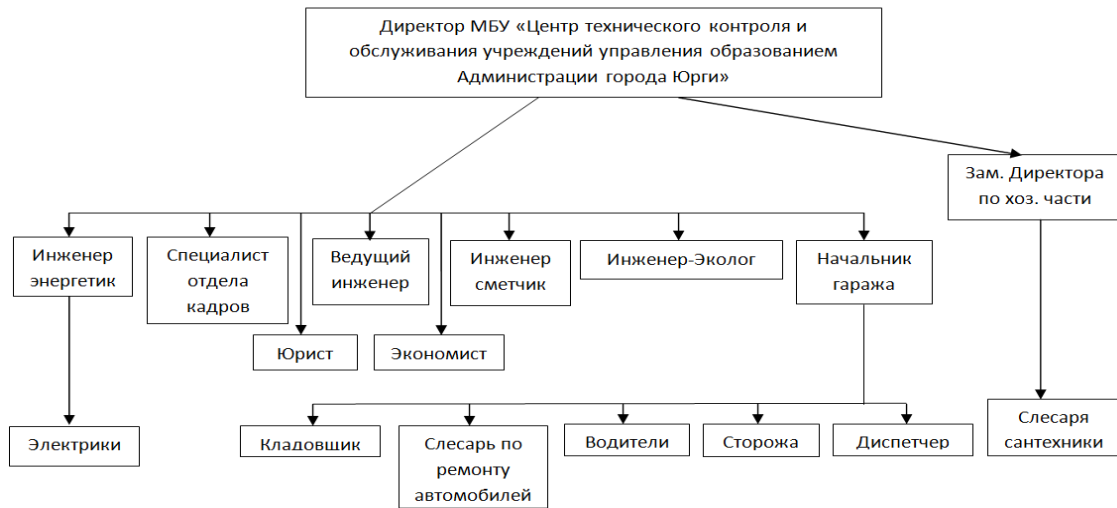 Директор МБУ «Центр технического контроля и
обслуживания учреждений управления образованием
Администрации города Юрги»
Зам. Директора
по хоз. части
Инженер
энергетик
Специалист
отдела
кадров
Ведущий
инженер
Инженер
сметчик
Инженер-Эколог
Начальник
гаража
Юрист
Экономист
Электрики
Кладовщик
Слесарь по
ремонту
автомобилей
Водители
Сторожа
Диспетчер
Слесаря
сантехники